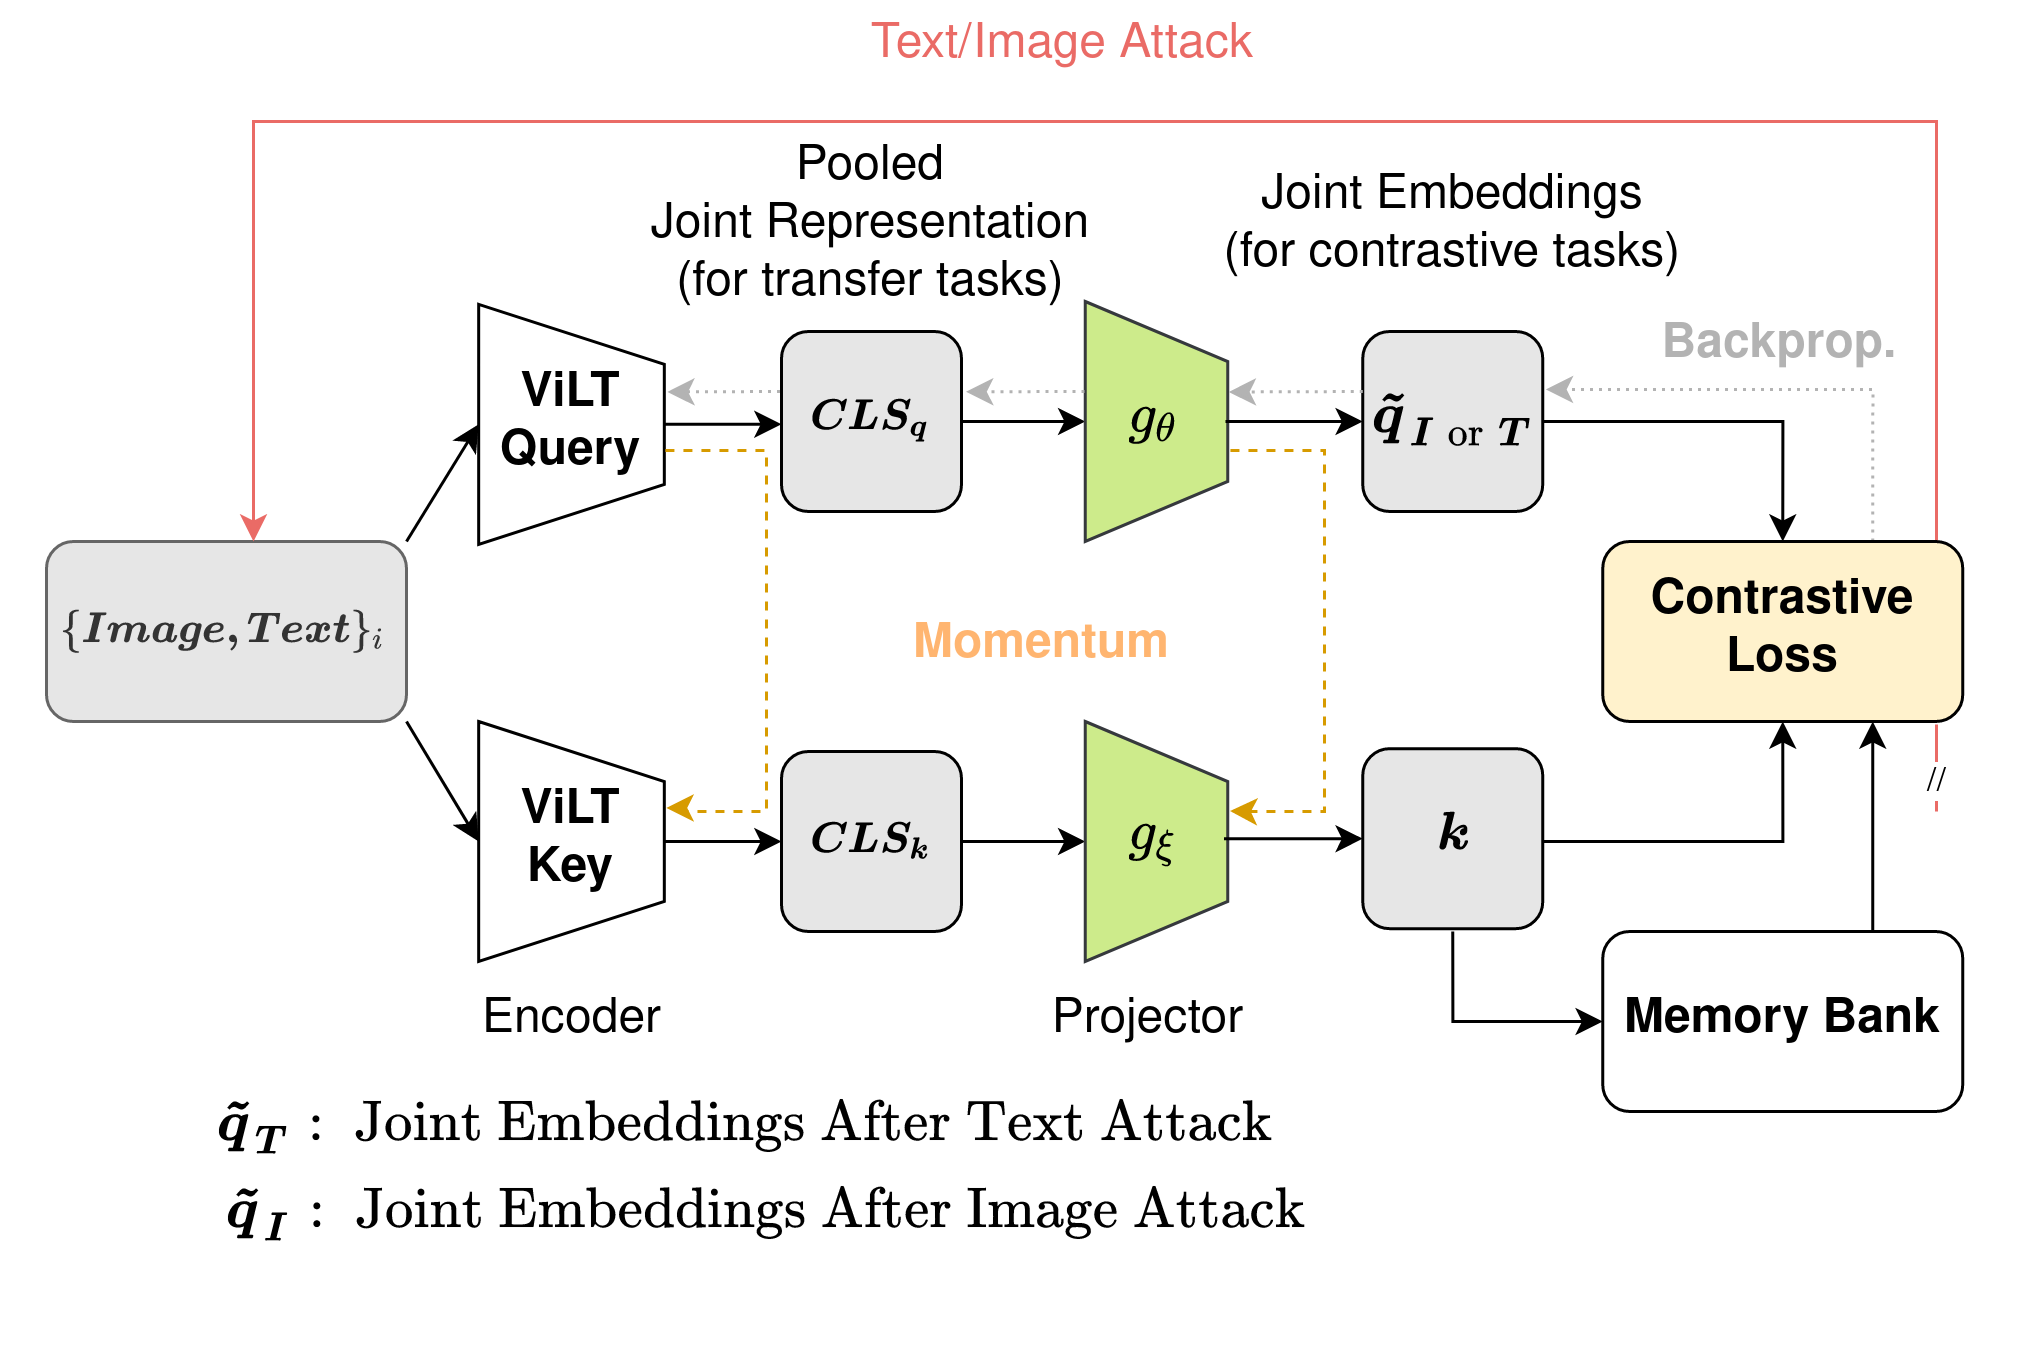 Text/Image Attack
Pooled
Joint Representation
(for transfer tasks)
Joint Embeddings
(for contrastive tasks)
Backprop.
ViLT
Query
CLS_q
g_θ
q̃_I or T
{Image, Text}_i
Contrastive
Loss
Momentum
//
ViLT
Key
CLS_k
g_ξ
k
Encoder
Projector
Memory Bank
q̃_T : Joint Embeddings After Text Attack
q̃_I : Joint Embeddings After Image Attack